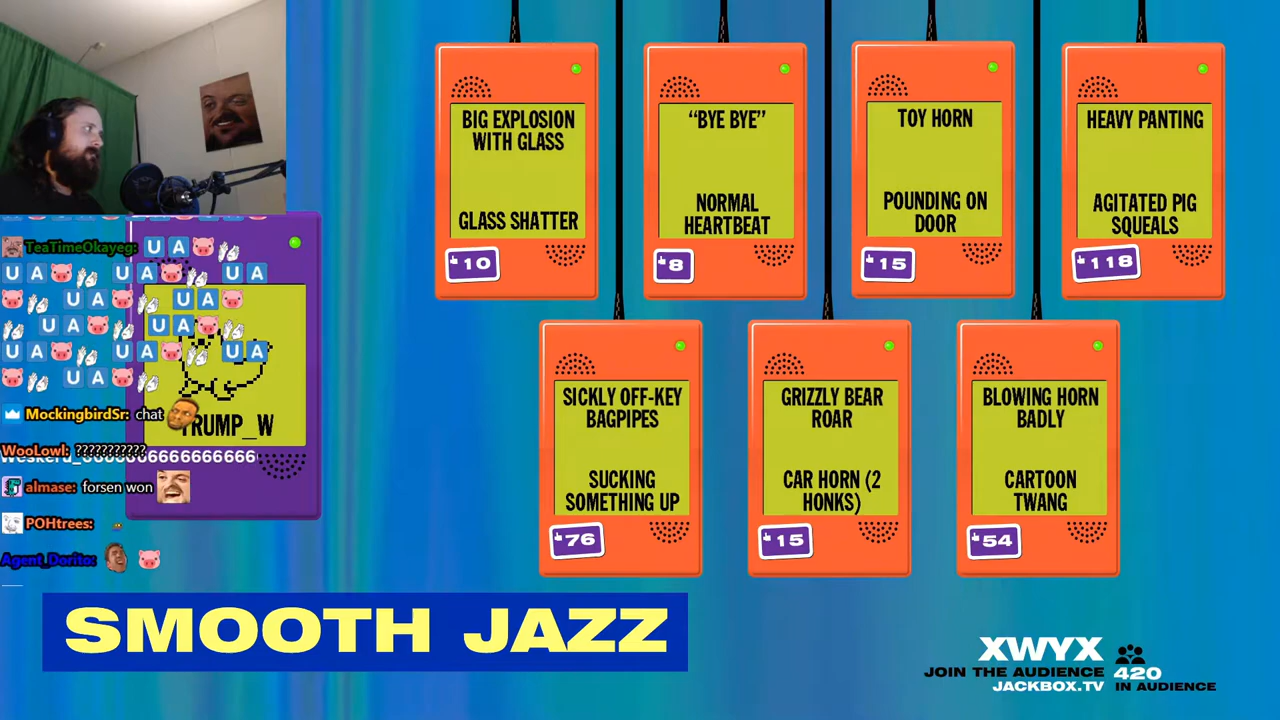 BIG EXPLOSION
WITH GLASS
GLASS SHATTER
10
“BYE BYE”
NORMAL
HEARTBEAT
8
TOY HORN
POUNDING ON
DOOR
15
HEAVY PANTING
AGITATED PIG
SQUEALS
118
SICKLY OFF-KEY
BAGPIPES
SUCKING
SOMETHING UP
76
GRIZZLY BEAR
ROAR
CAR HORN (2
HONKS)
15
BLOWING HORN
BADLY
CARTOON
TWANG
54
TeaTimeOkayeg: U A
U A U A U A
U A U A
U A U A
U A U A U A
U A
MockingbirdSr: chat
TRUMP_W
WooLowl: ???????????
almase: forsen won
POHtrees:
Agent_Dorito:
SMOOTH JAZZ
XWYX
JOIN THE AUDIENCE 420
JACKBOX.TV IN AUDIENCE